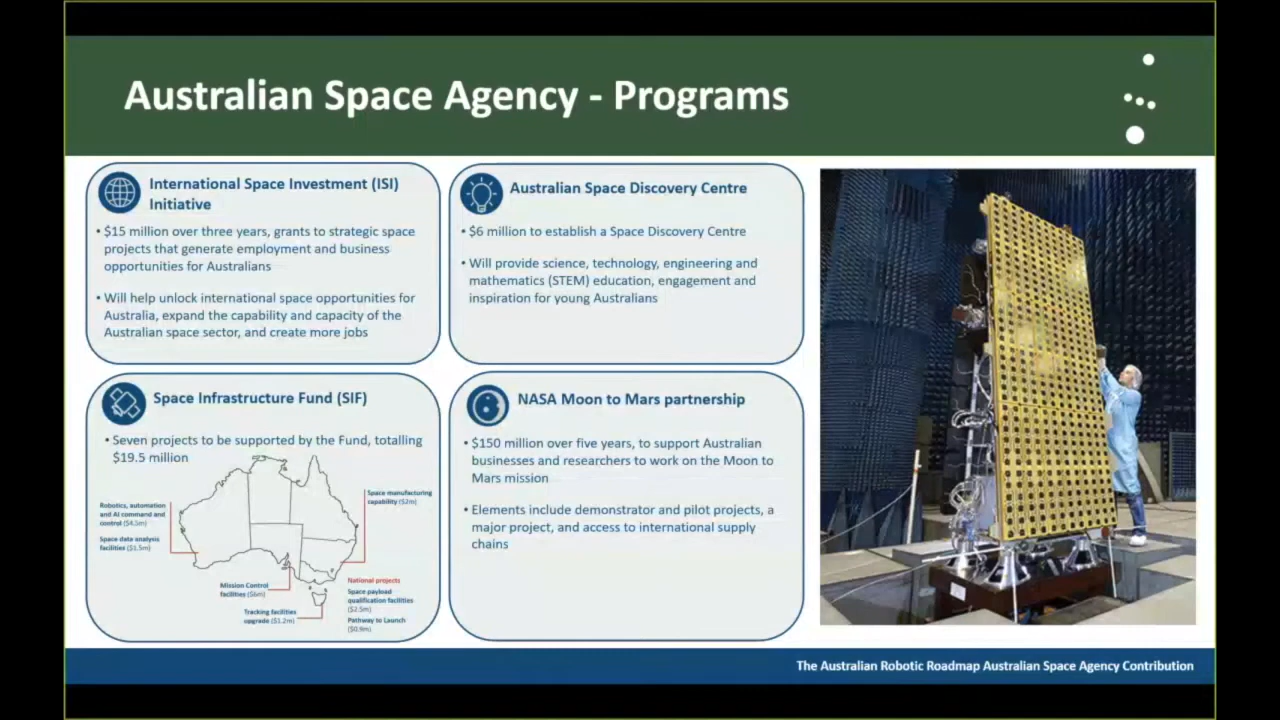 Australian Space Agency - Programs
International Space Investment (ISI)
Initiative
• $15 million over three years, grants to strategic space
projects that generate employment and business
opportunities for Australians
• Will help unlock international space opportunities for
Australia, expand the capability and capacity of the
Australian space sector, and create more jobs
Australian Space Discovery Centre
• $6 million to establish a Space Discovery Centre
• Will provide science, technology, engineering and
mathematics (STEM) education, engagement and
inspiration for young Australians
Space Infrastructure Fund (SIF)
• Seven projects to be supported by the Fund, totalling
$19.5 million
Robotics, automation
and AI command and
control ($4.5m)
Space data analysis
facilities ($1.5m)
Space manufacturing
capability ($2m)
Mission Control
facilities ($6m)
Tracking facilities
upgrade ($1.2m)
National projects
Space payload
qualification facilities
($2.5m)
Pathway to Launch
($0.9m)
NASA Moon to Mars partnership
• $150 million over five years, to support Australian
businesses and researchers to work on the Moon to
Mars mission
• Elements include demonstrator and pilot projects, a
major project, and access to international supply
chains
The Australian Robotic Roadmap Australian Space Agency Contribution